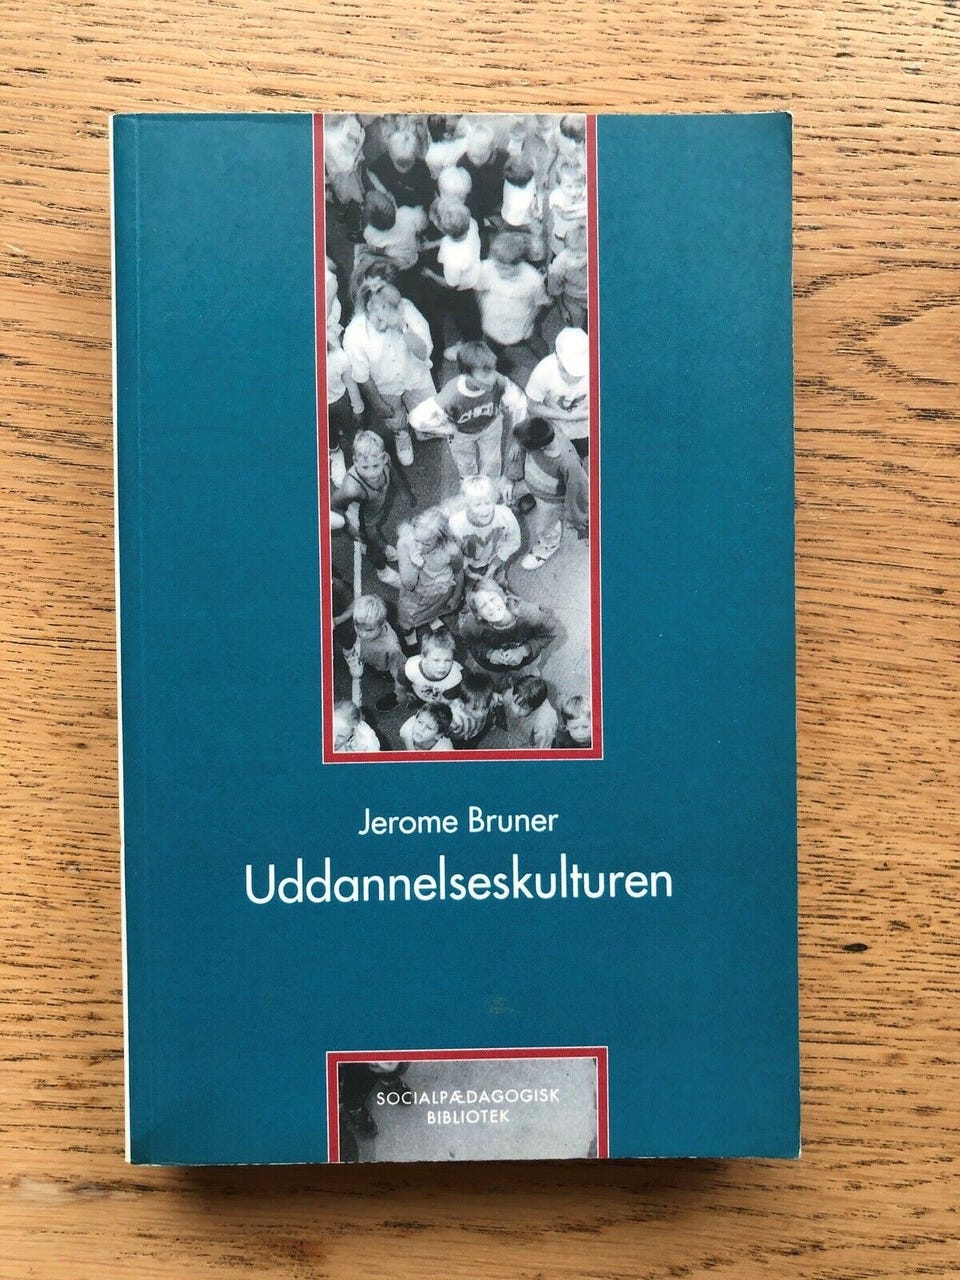 Jerome Bruner
Uddannelseskulturen
SOCIALPÆDAGOGISK
BIBLIOTEK